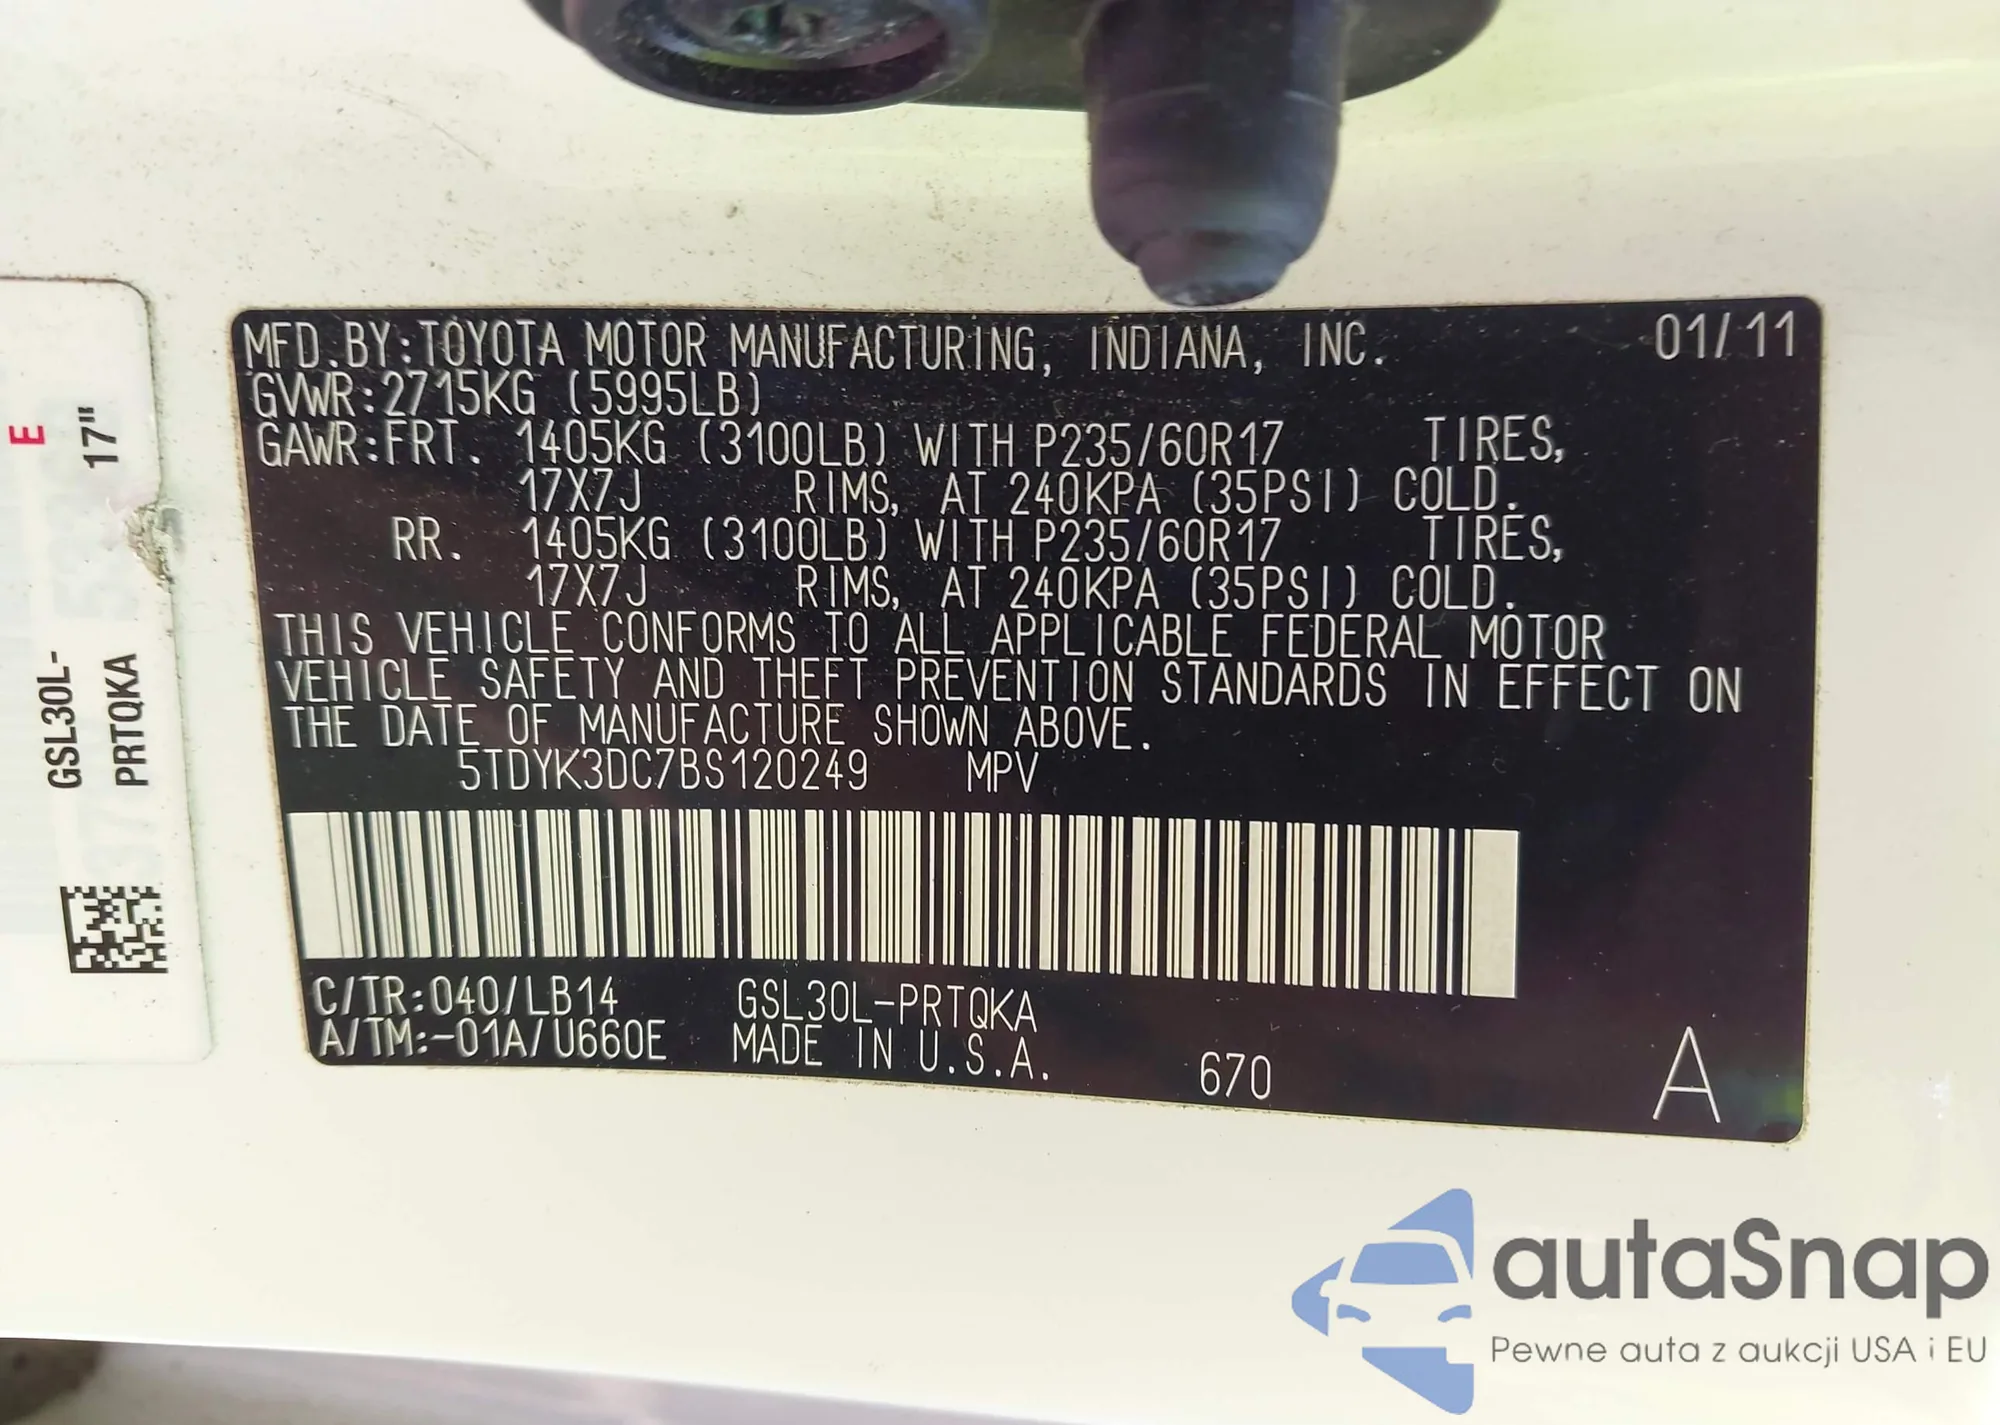 MFD.BY:TOYOTA MOTOR MANUFACTURING, INDIANA, INC. 01/11
GVWR:2715KG (5995LB)
GAWR:FRT. 1405KG (3100LB) WITH P235/60R17 TIRES,
17X7J RIMS, AT 240KPA (35PSI) COLD.
RR. 1405KG (3100LB) WITH P235/60R17 TIRES,
17X7J RIMS, AT 240KPA (35PSI) COLD.
THIS VEHICLE CONFORMS TO ALL APPLICABLE FEDERAL MOTOR
VEHICLE SAFETY AND THEFT PREVENTION STANDARDS IN EFFECT ON
THE DATE OF MANUFACTURE SHOWN ABOVE.
5TDYK3DC7BS120249 MPV
C/TR:040/LB14 GSL30L-PRTQKA
A/TM:-01A/U660E MADE IN U.S.A. 670 A
E
GSL30L- 17"
PRTQKA
autaSnap
Pewne auta z aukcji USA i EU